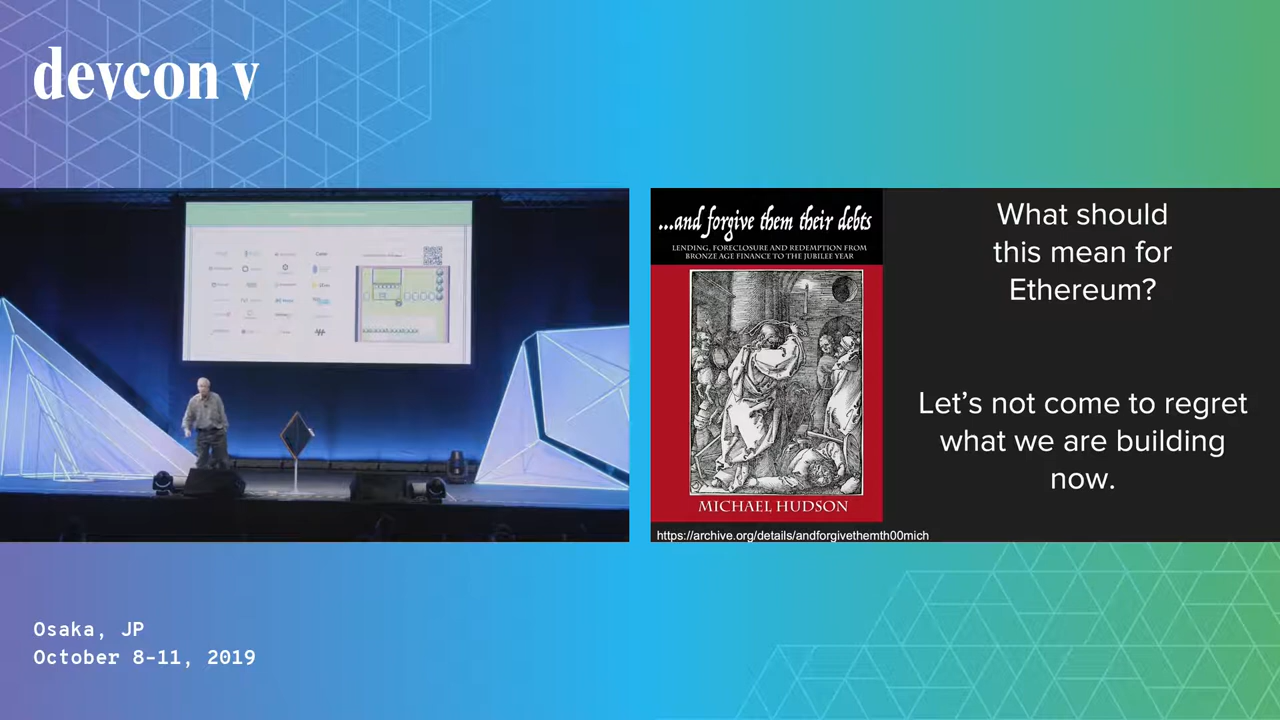 devcon v
...and forgive them their debts
LENDING, FORECLOSURE AND REDEMPTION FROM
BRONZE AGE FINANCE TO THE JUBILEE YEAR
MICHAEL HUDSON
https://archive.org/details/andforgivethemth00mich
What should
this mean for
Ethereum?
Let’s not come to regret
what we are building
now.
Osaka, JP
October 8-11, 2019